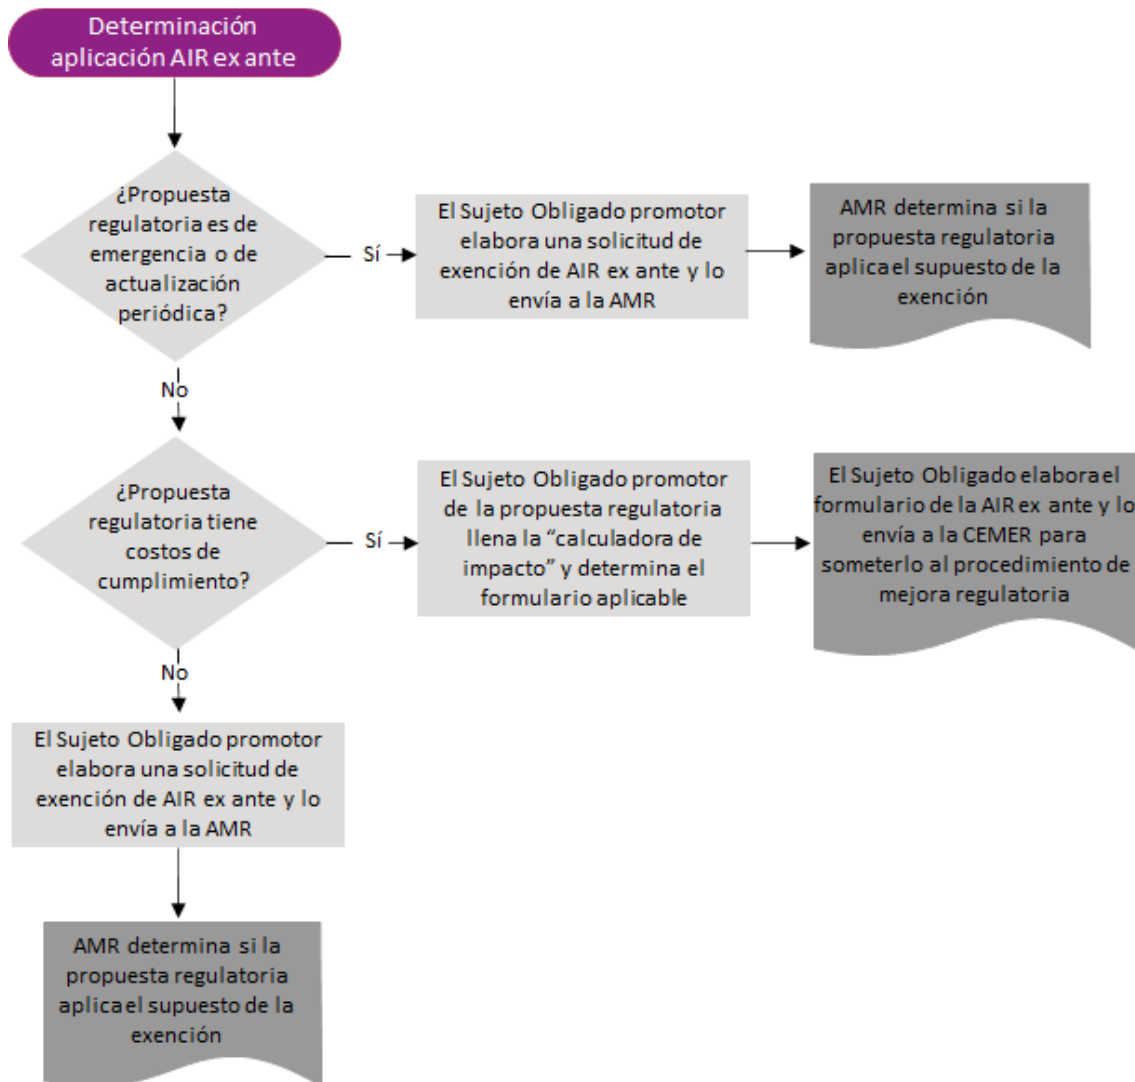 Determinación
aplicación AIR ex ante
¿Propuesta
regulatoria es de
emergencia o de
actualización
periódica?
Sí
El Sujeto Obligado promotor
elabora una solicitud de
exención de AIR ex ante y lo
envía a la AMR
AMR determina si la
propuesta regulatoria
aplica el supuesto de la
exención
No
¿Propuesta
regulatoria tiene
costos de
cumplimiento?
Sí
El Sujeto Obligado promotor
de la propuesta regulatoria
llena la “calculadora de
impacto” y determina el
formulario aplicable
El Sujeto Obligado elabora el
formulario de la AIR ex ante y lo
envía a la CEMER para
someterlo al procedimiento de
mejora regulatoria
No
El Sujeto Obligado promotor
elabora una solicitud de
exención de AIR ex ante y lo
envía a la AMR
AMR determina si la
propuesta regulatoria
aplica el supuesto de la
exención